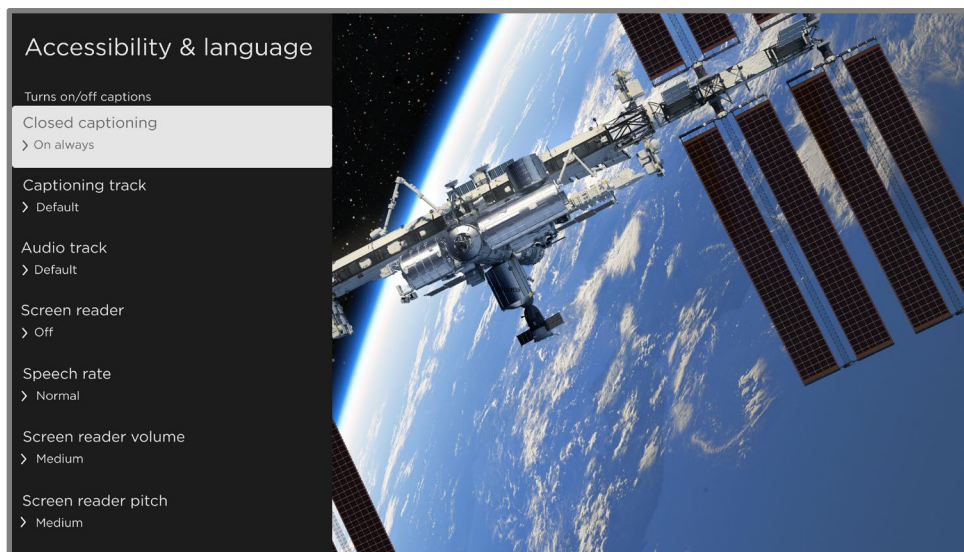 Accessibility & language
Turns on/off captions
Closed captioning
On always
Captioning track
Default
Audio track
Default
Screen reader
Off
Speech rate
Normal
Screen reader volume
Medium
Screen reader pitch
Medium